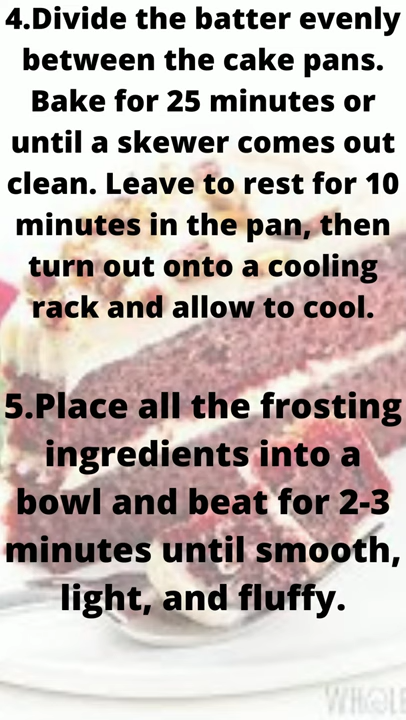 4.Divide the batter evenly
between the cake pans.
Bake for 25 minutes or
until a skewer comes out
clean. Leave to rest for 10
minutes in the pan, then
turn out onto a cooling
rack and allow to cool.
5.Place all the frosting
ingredients into a
bowl and beat for 2-3
minutes until smooth,
light, and fluffy.